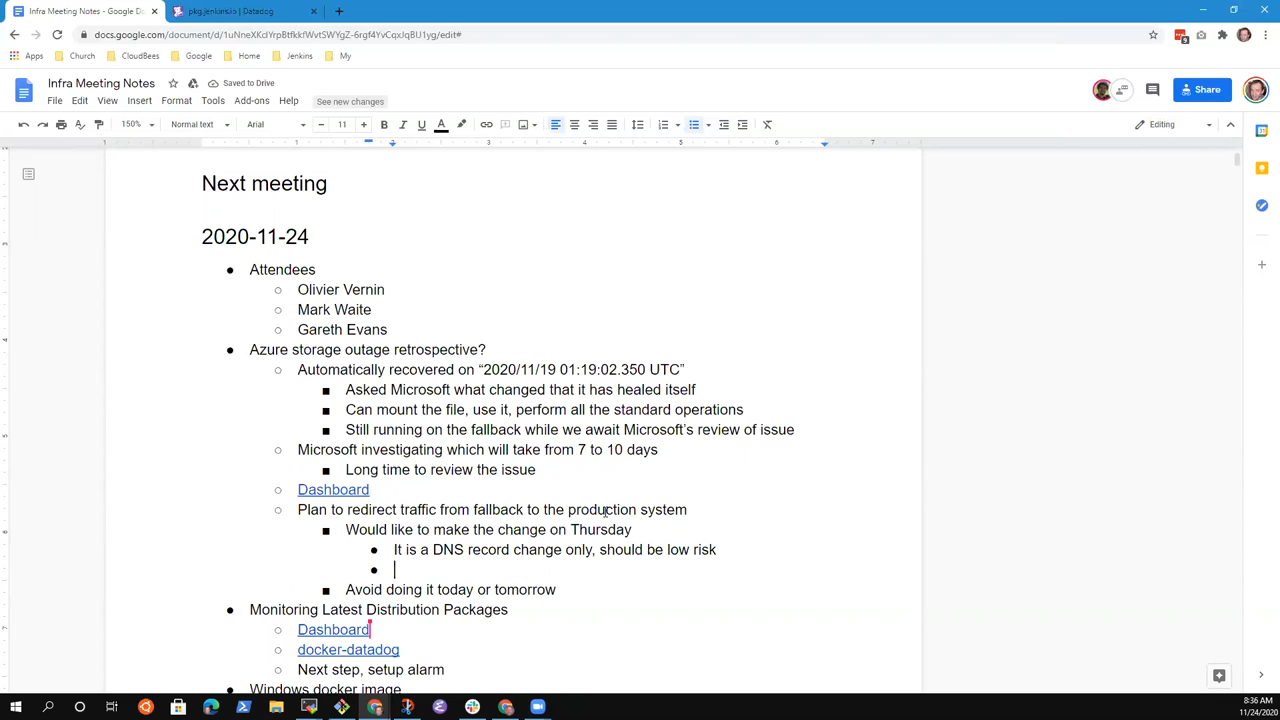 Infra Meeting Notes - Google D
pkg.jenkins.io | Datadog
docs.google.com/document/d/
Apps
Church
CloudBees
Google
Home
Jenkins
My
Infra Meeting Notes
Saved to Drive
File Edit View Insert Format Tools Add-ons Help
See new changes
Share
150%
Normal text
Arial
11
Editing
Next meeting
2020-11-24
Attendees
Olivier Vernin
Mark Waite
Gareth Evans
Azure storage outage retrospective?
Automatically recovered on “2020/11/19 01:19:02.350 UTC”
Asked Microsoft what changed that it has healed itself
Can mount the file, use it, perform all the standard operations
Still running on the fallback while we await Microsoft’s review of issue
Microsoft investigating which will take from 7 to 10 days
Long time to review the issue
Dashboard
Plan to redirect traffic from fallback to the production system
Would like to make the change on Thursday
It is a DNS record change only, should be low risk
Avoid doing it today or tomorrow
Monitoring Latest Distribution Packages
Dashboard
docker-datadog
Next step, setup alarm
Windows docker image
8:36 AM
11/24/2020